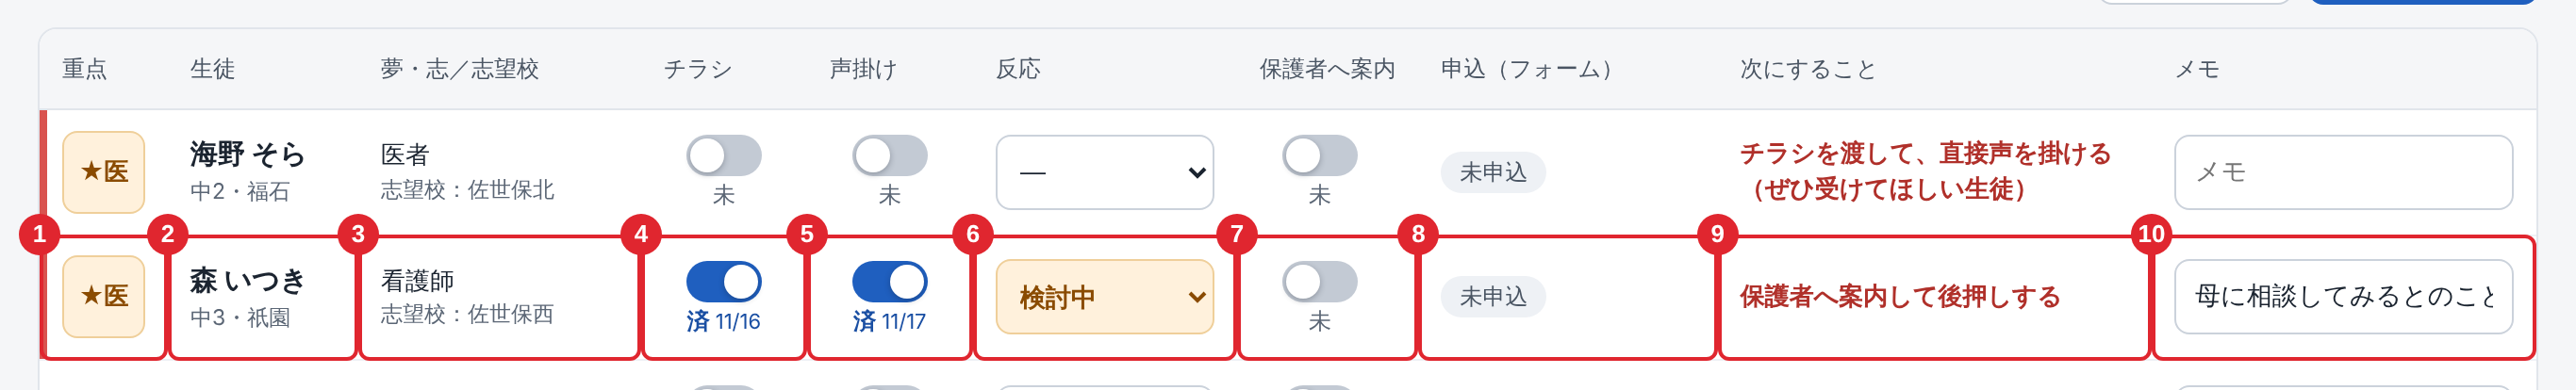 重点 生徒 夢・志／志望校 チラシ 声掛け 反応 保護者へ案内 申込（フォーム） 次にすること メモ
★医 海野 そら 医者 — チラシを渡して、直接声を掛ける
中2・福石 志望校：佐世保北 未 未 未 未申込 （ぜひ受けてほしい生徒） メモ
1 2 3 4 5 6 7 8 9 10
★医 森 いつき 看護師 検討中 未申込 保護者へ案内して後押しする 母に相談してみるとのこと
中3・祇園 志望校：佐世保西 済 11/16 済 11/17 未